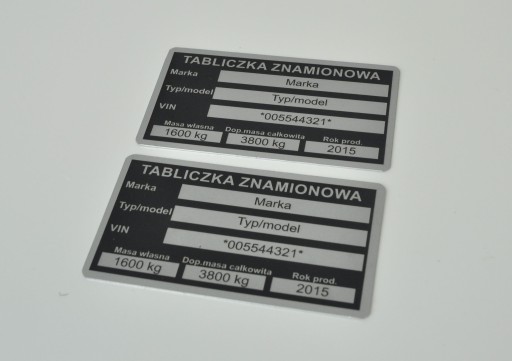 TABLICZKA ZNAMIONOWA
Marka Marka
Typ/model Typ/model
VIN *005544321*
Masa własna Dop.masa całkowita Rok prod.
1600 kg 3800 kg 2015
TABLICZKA ZNAMIONOWA
Marka Marka
Typ/model Typ/model
VIN *005544321*
Masa własna Dop.masa całkowita Rok prod.
1600 kg 3800 kg 2015